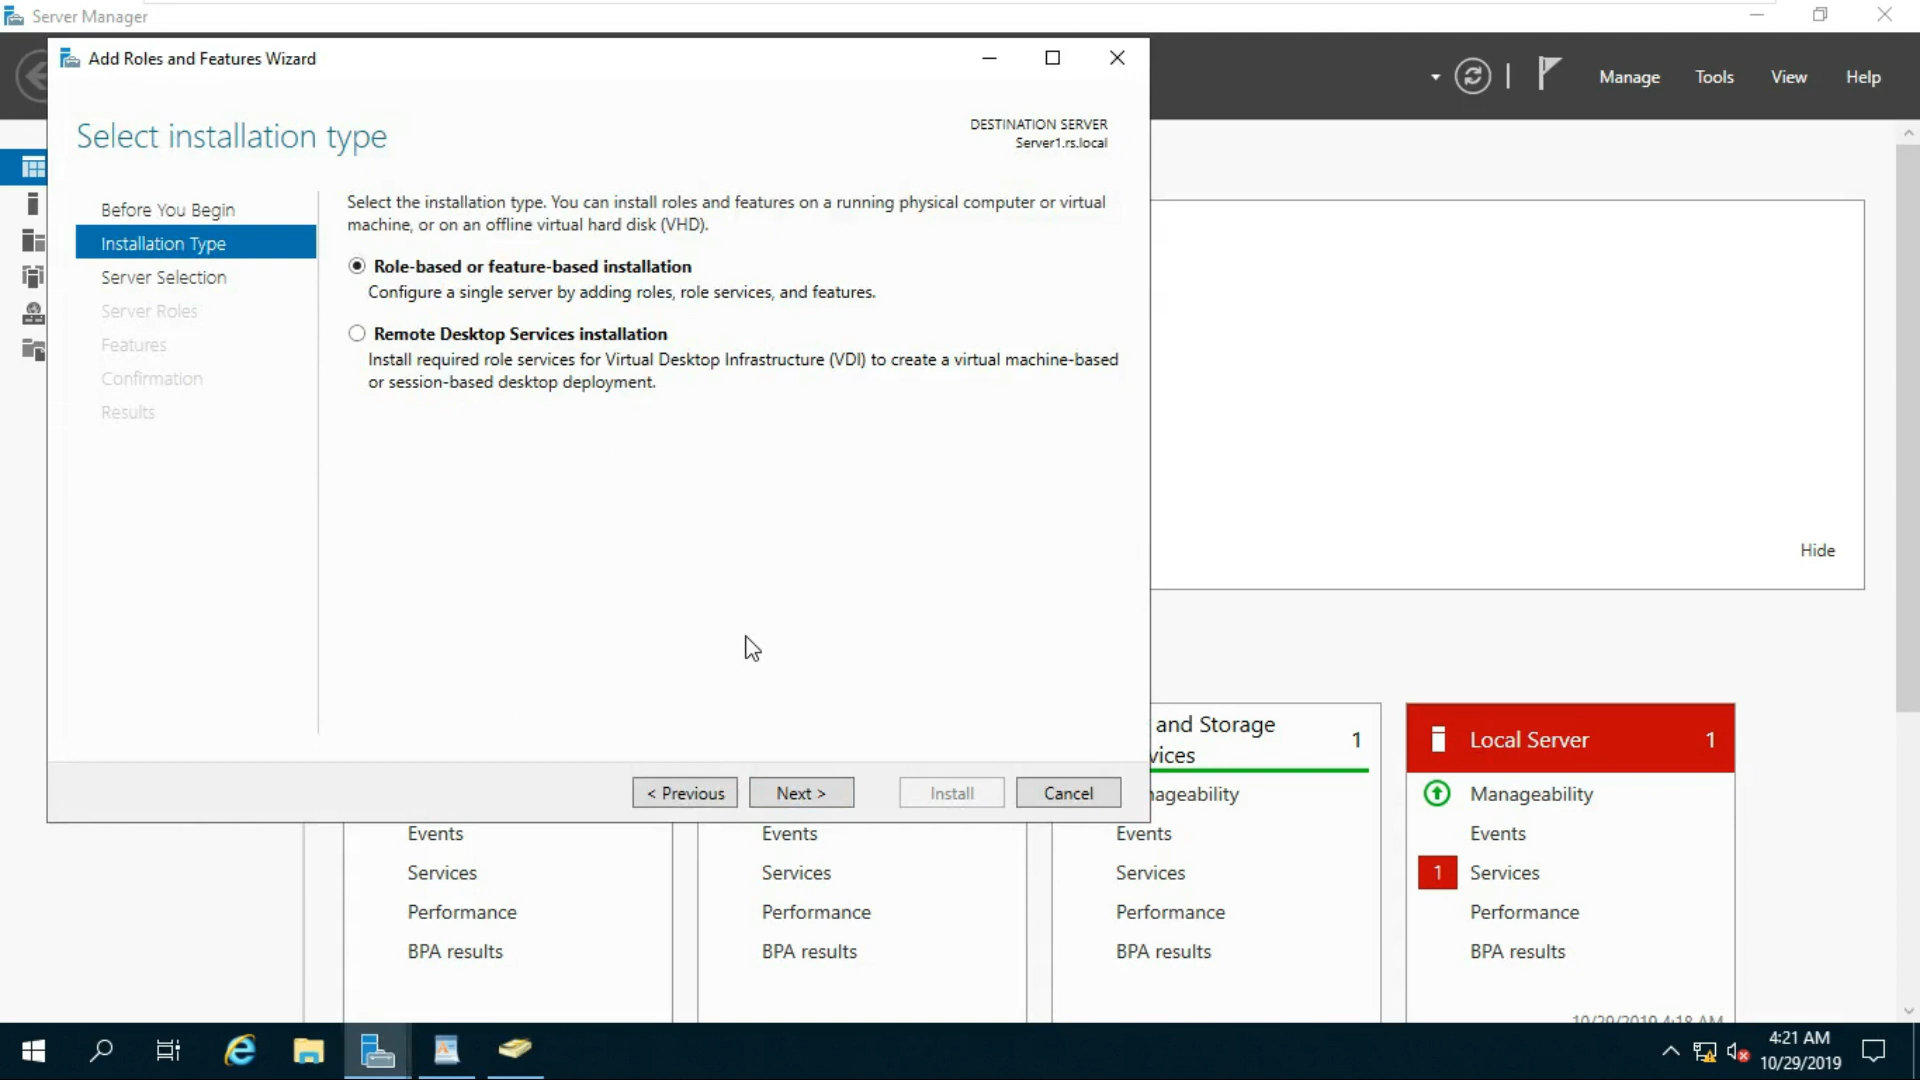 Server Manager
Add Roles and Features Wizard
Manage
Tools
View
Help
Select installation type
DESTINATION SERVER
Server1.rs.local
Before You Begin
Installation Type
Server Selection
Server Roles
Features
Confirmation
Results
Select the installation type. You can install roles and features on a running physical computer or virtual
machine, or on an offline virtual hard disk (VHD).
Role-based or feature-based installation
Configure a single server by adding roles, role services, and features.
Remote Desktop Services installation
Install required role services for Virtual Desktop Infrastructure (VDI) to create a virtual machine-based
or session-based desktop deployment.
Hide
< Previous
Next >
Install
Cancel
and Storage
vices
1
Local Server
1
nageability
Manageability
Events
Events
Events
Events
Services
Services
Services
1
Services
Performance
Performance
Performance
Performance
BPA results
BPA results
BPA results
BPA results
10/29/2019 4:18 AM
4:21 AM
10/29/2019